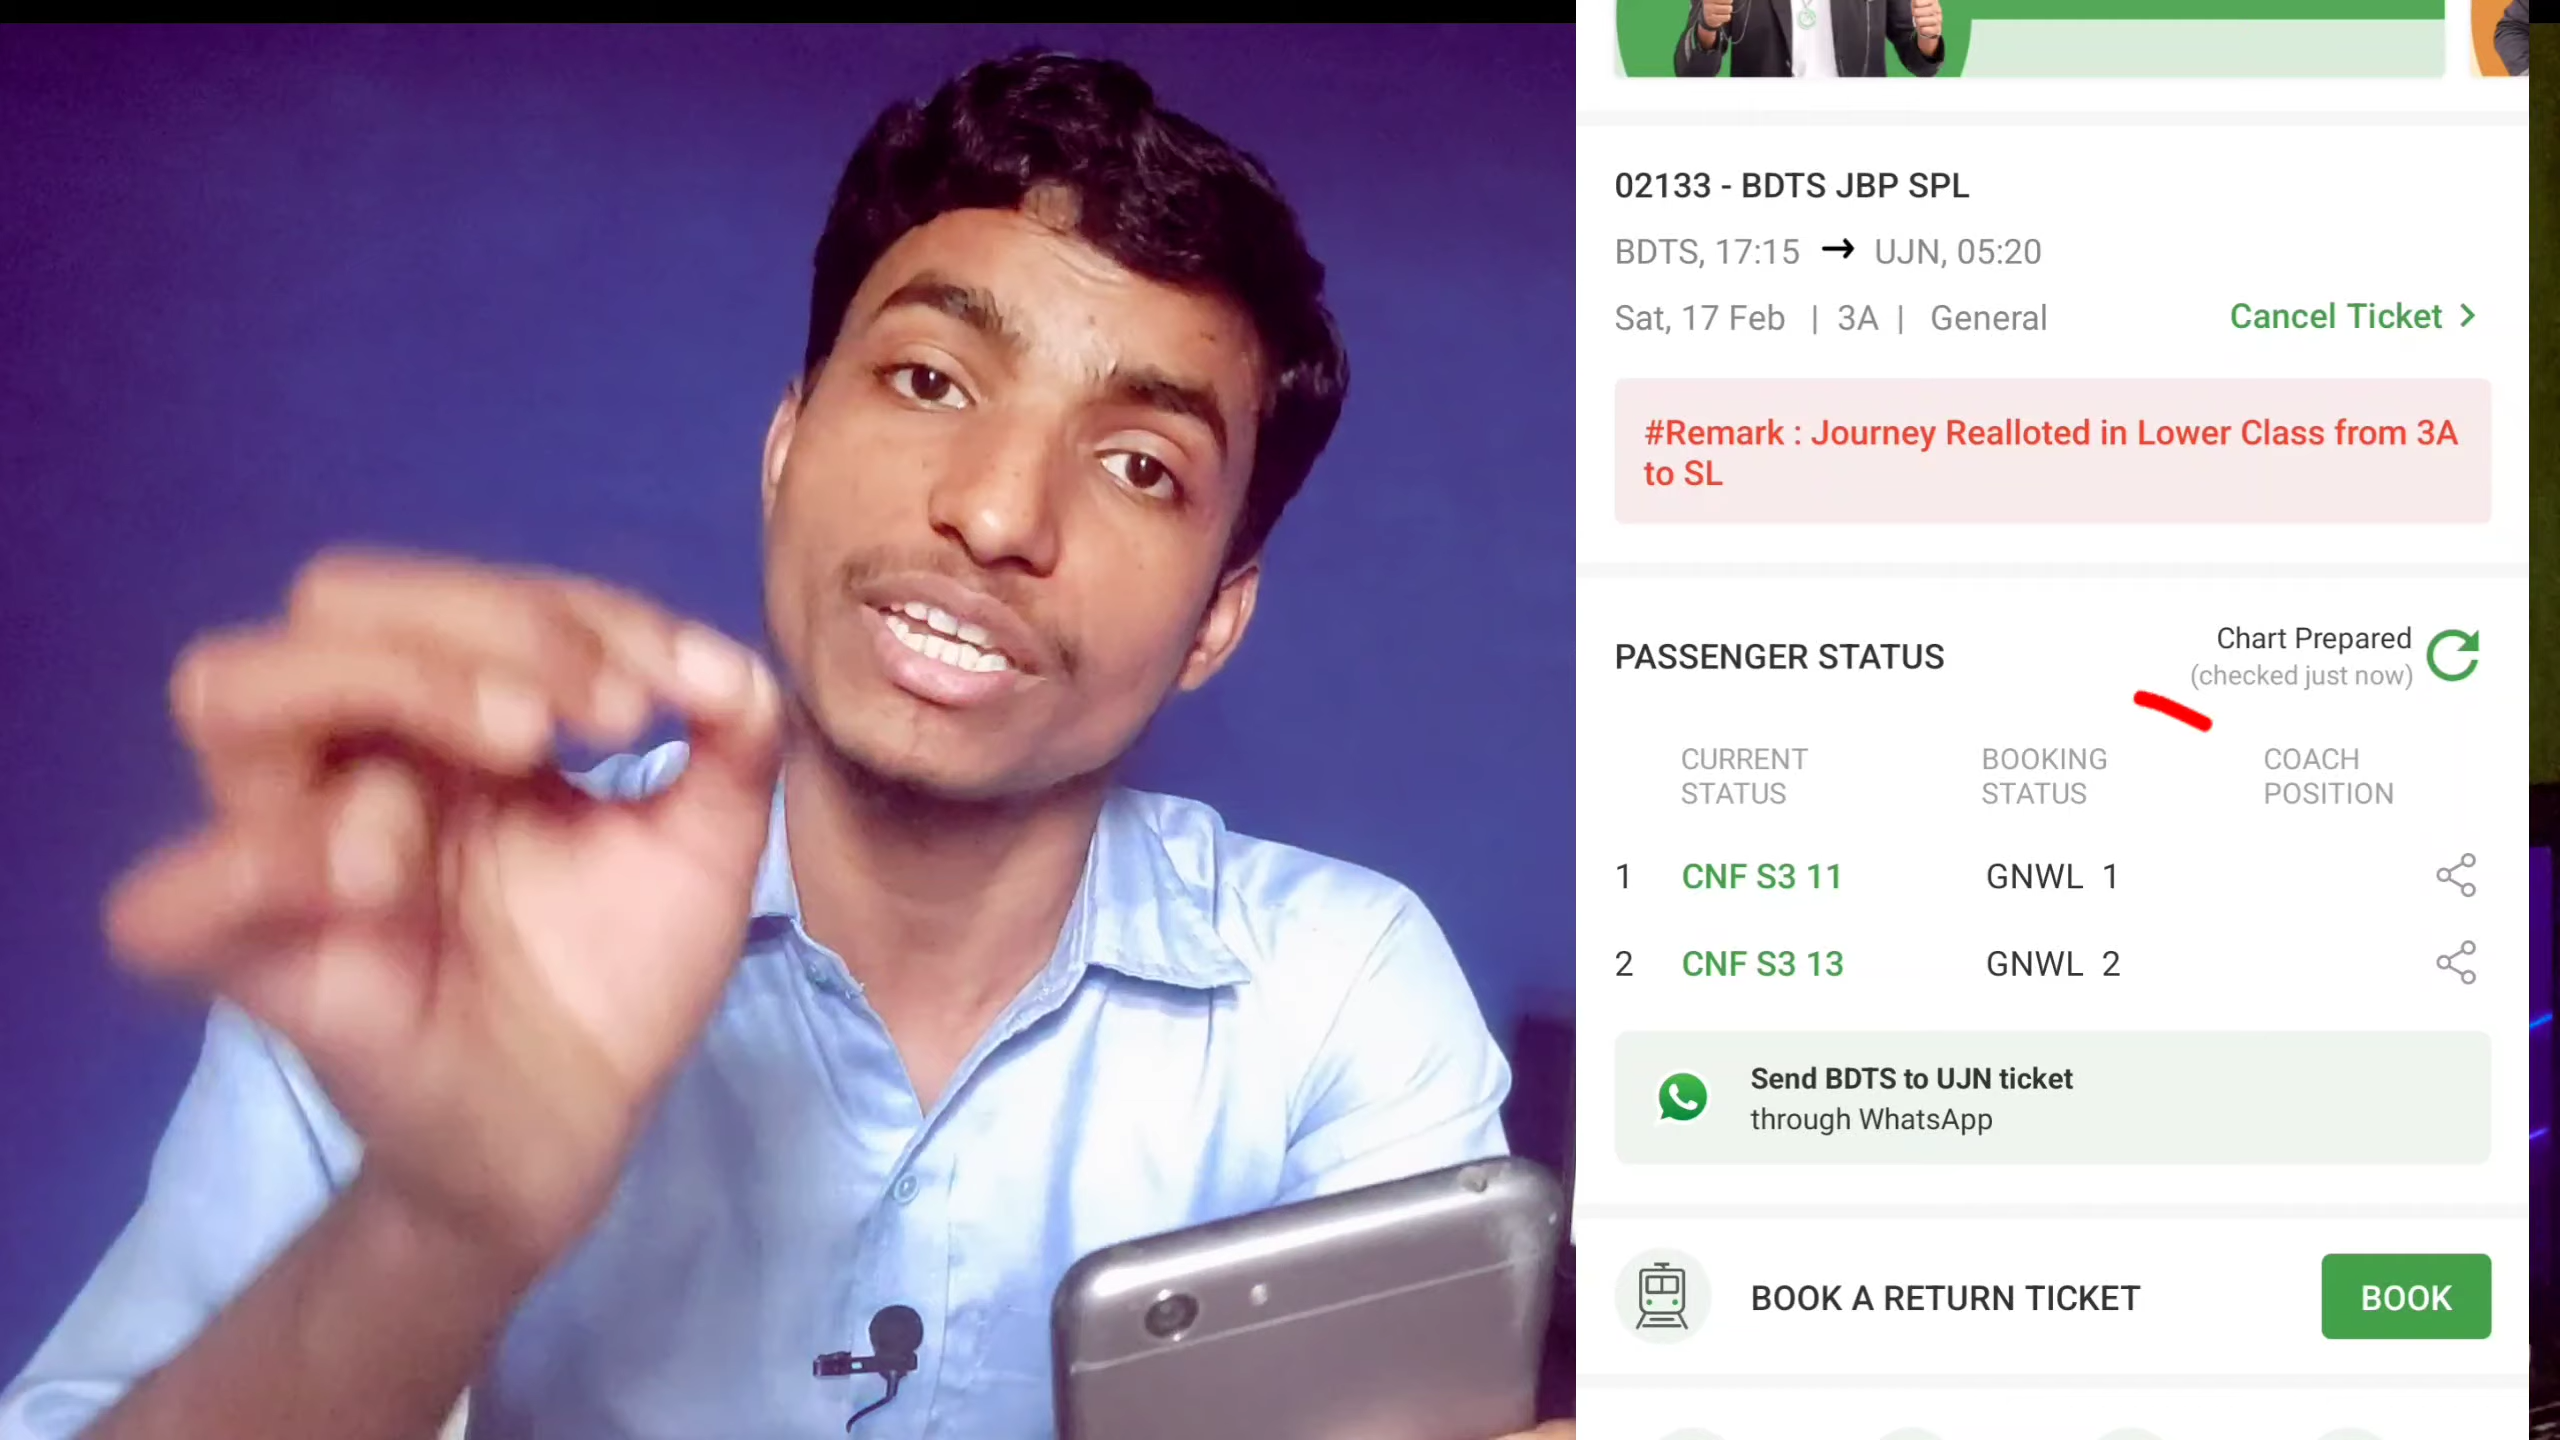 02133 - BDTS JBP SPL
BDTS, 17:15 → UJN, 05:20
Sat, 17 Feb | 3A | General
Cancel Ticket >
#Remark : Journey Realloted in Lower Class from 3A
to SL
PASSENGER STATUS
Chart Prepared
(checked just now)
CURRENT
STATUS
BOOKING
STATUS
COACH
POSITION
1 CNF S3 11 GNWL 1
2 CNF S3 13 GNWL 2
Send BDTS to UJN ticket
through WhatsApp
BOOK A RETURN TICKET
BOOK